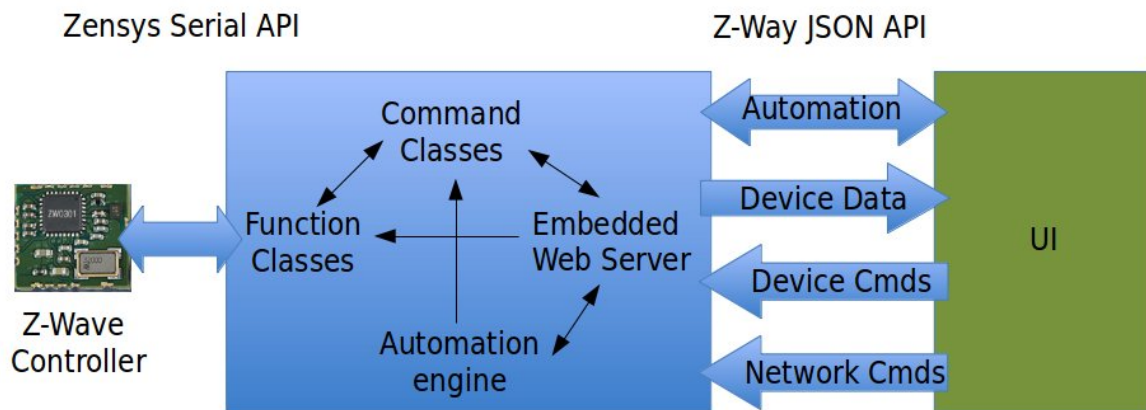 Zensys Serial API
Z-Way JSON API
Command
Classes
Automation
Device Data
Function
Classes
Embedded
Web Server
UI
Device Cmds
Z-Wave
Controller
Automation
engine
Network Cmds
ZW0301